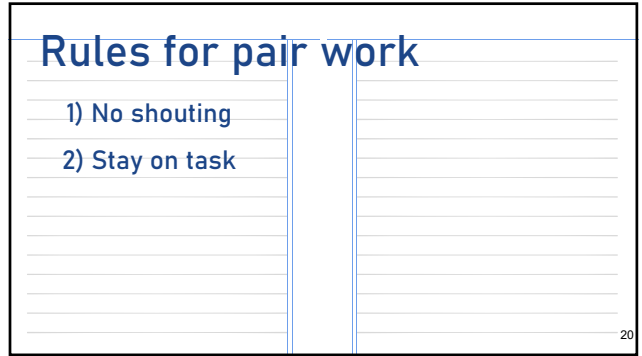 Rules for pair work
1) No shouting
2) Stay on task
20